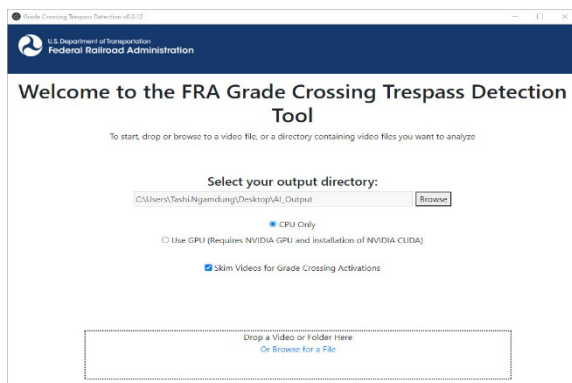 Grade Crossing Trespass Detection v0.0.12
U.S. Department of Transportation
Federal Railroad Administration
Welcome to the FRA Grade Crossing Trespass Detection
Tool
To start, drop or browse to a video file, or a directory containing video files you want to analyze
Select your output directory:
C:\Users\Tashi.Ngamdung\Desktop\AI_Output
Browse
CPU Only
Use GPU (Requires NVIDIA GPU and installation of NVIDIA CUDA)
Skim Videos for Grade Crossing Activations
Drop a Video or Folder Here
Or Browse for a File